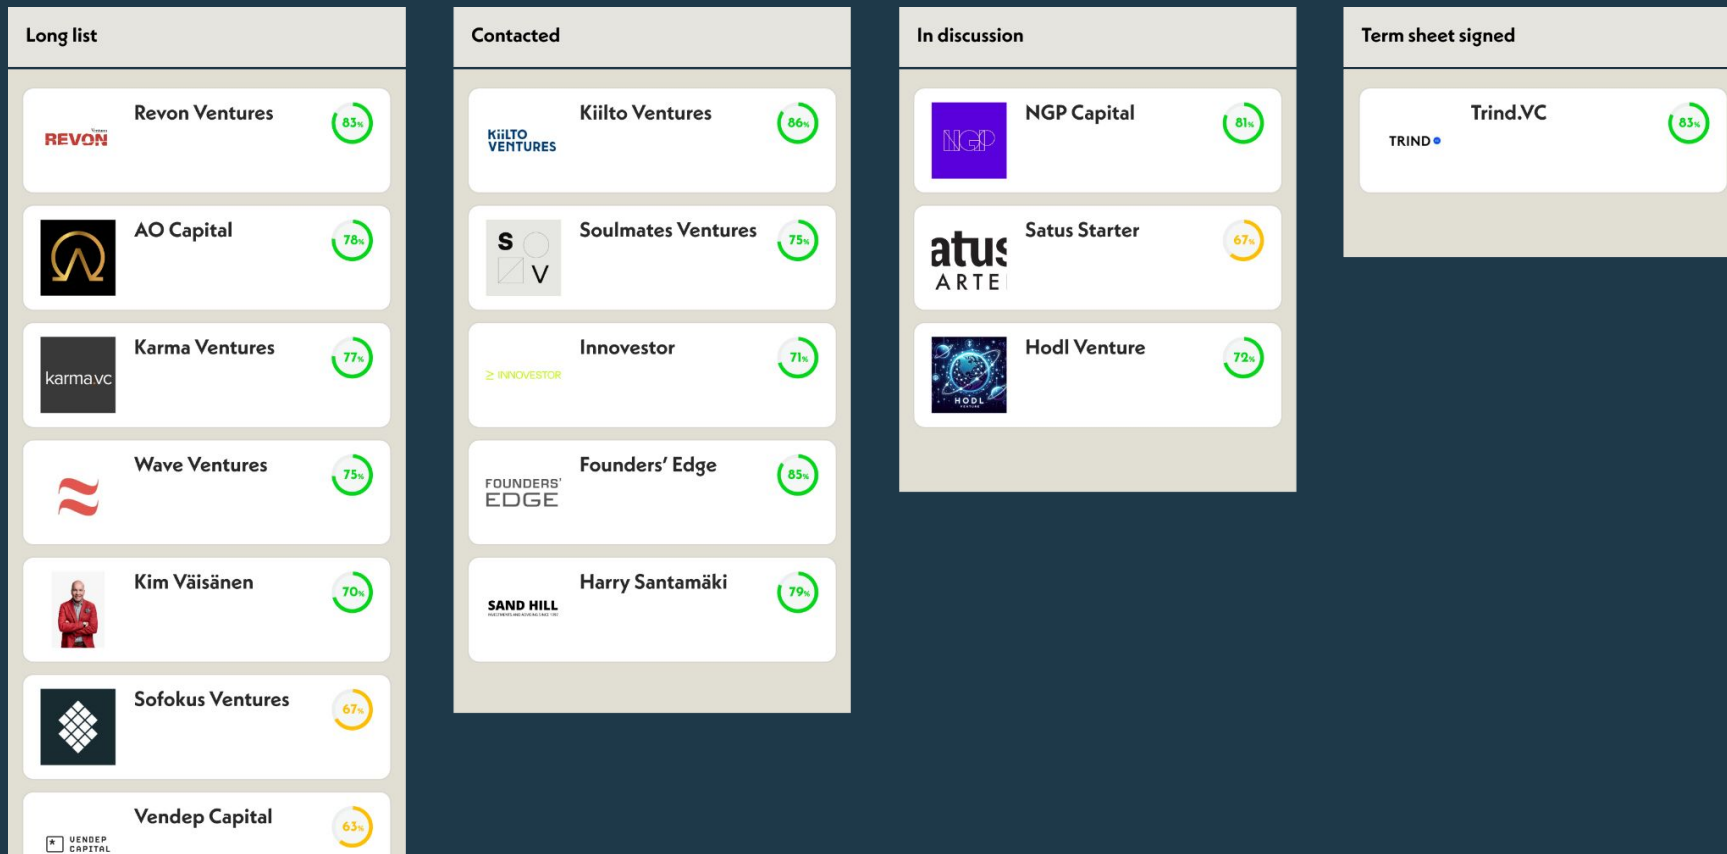 Long list
Revon Ventures
REVON
Ventures
83%
AO Capital
78%
Karma Ventures
karma.vc
77%
Wave Ventures
75%
Kim Väisänen
70%
Sofokus Ventures
67%
Vendep Capital
VENDEP
CAPITAL
63%
Contacted
Kiilto Ventures
KiiLTO
VENTURES
86%
Soulmates Ventures
S
V
75%
Innovestor
≥ INNOVESTOR
71%
Founders’ Edge
FOUNDERS'
EDGE
85%
Harry Santamäki
SAND HILL
79%
In discussion
NGP Capital
NGP
81%
Satus Starter
atus
ARTE
67%
Hodl Venture
HODL
VENTURE
72%
Term sheet signed
Trind.VC
TRIND
83%